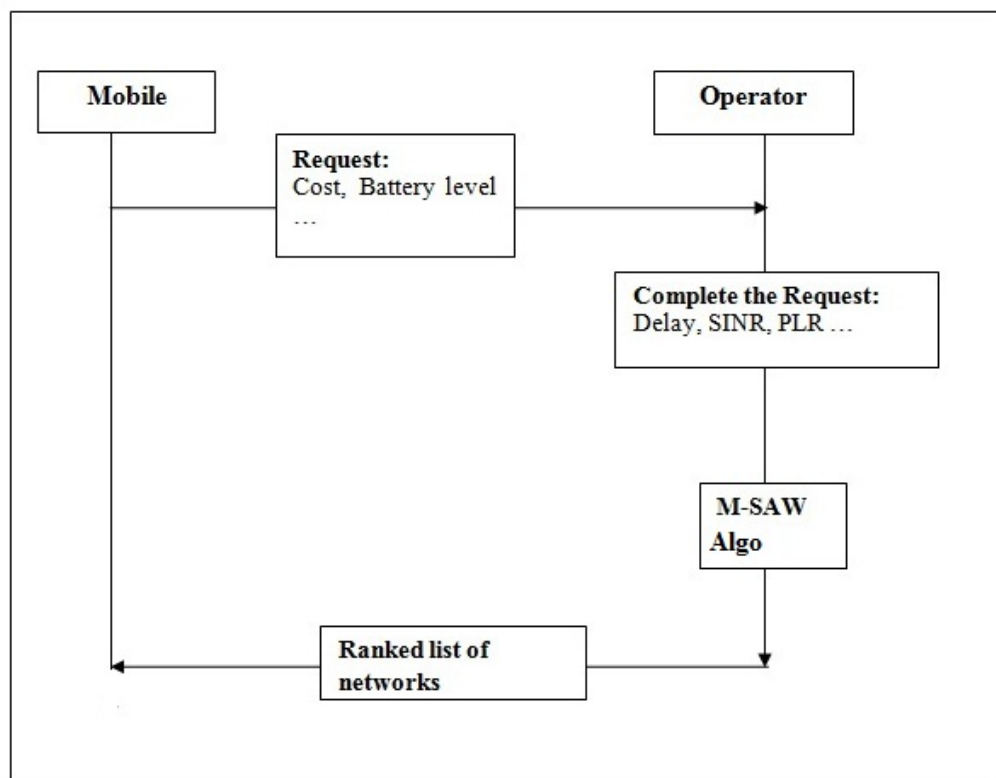 Mobile
Operator
Request:
Cost, Battery level
…
Complete the Request:
Delay, SINR, PLR …
M-SAW
Algo
Ranked list of
networks